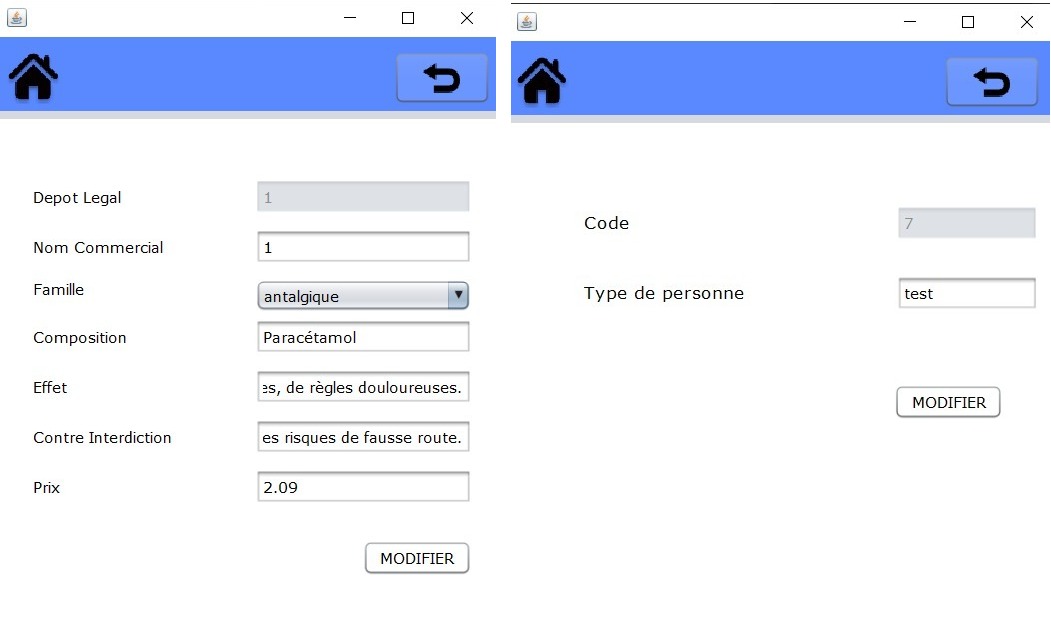 Depot Legal 1
Nom Commercial 1
Famille antalgique
Composition Paracétamol
Effet es, de règles douloureuses.
Contre Interdiction es risques de fausse route.
Prix 2.09
MODIFIER
Code 7
Type de personne test
MODIFIER